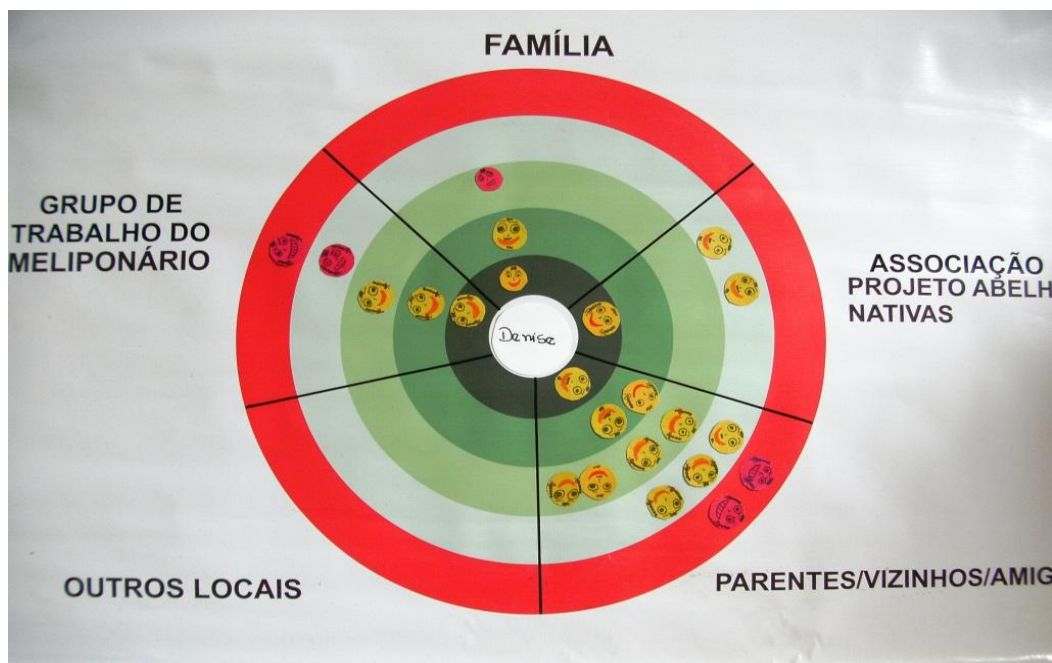 FAMÍLIA
GRUPO DE
TRABALHO DO
MELIPONÁRIO
ASSOCIAÇÃO
PROJETO ABELH
NATIVAS
Denise
OUTROS LOCAIS
PARENTES/VIZINHOS/AMIG